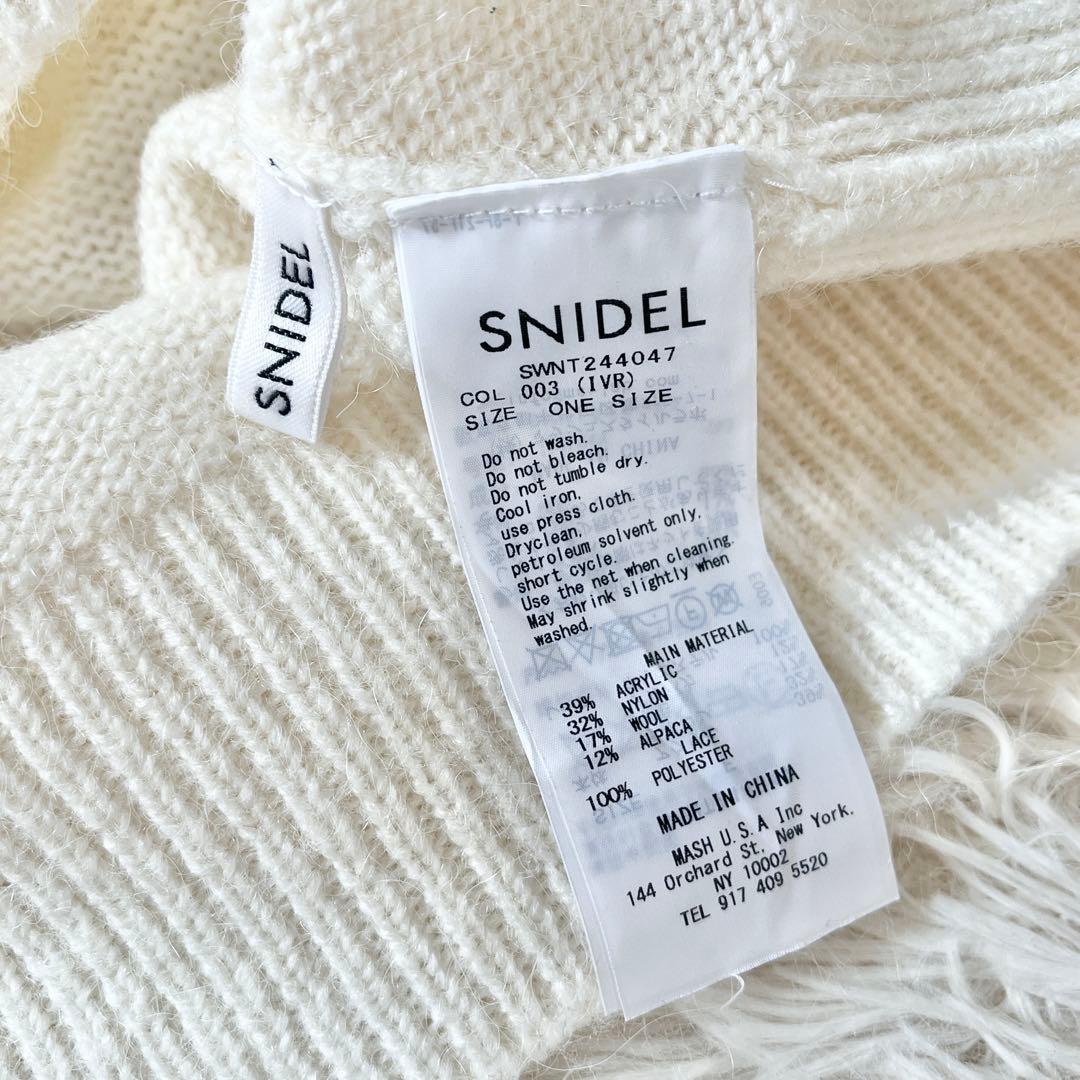 SNIDEL
SNIDEL
SWNT244047
COL 003 (IVR)
SIZE ONE SIZE
Do not wash.
Do not bleach.
Do not tumble dry.
Cool iron,
use press cloth.
Dryclean,
petroleum solvent only,
short cycle.
Use the net when cleaning.
May shrink slightly when
washed.
MAIN MATERIAL
39% ACRYLIC
32% NYLON
17% WOOL
12% ALPACA
LACE
100% POLYESTER
MADE IN CHINA
MASH U.S.A Inc
144 Orchard St, New York,
NY 10002
TEL 917 409 5520